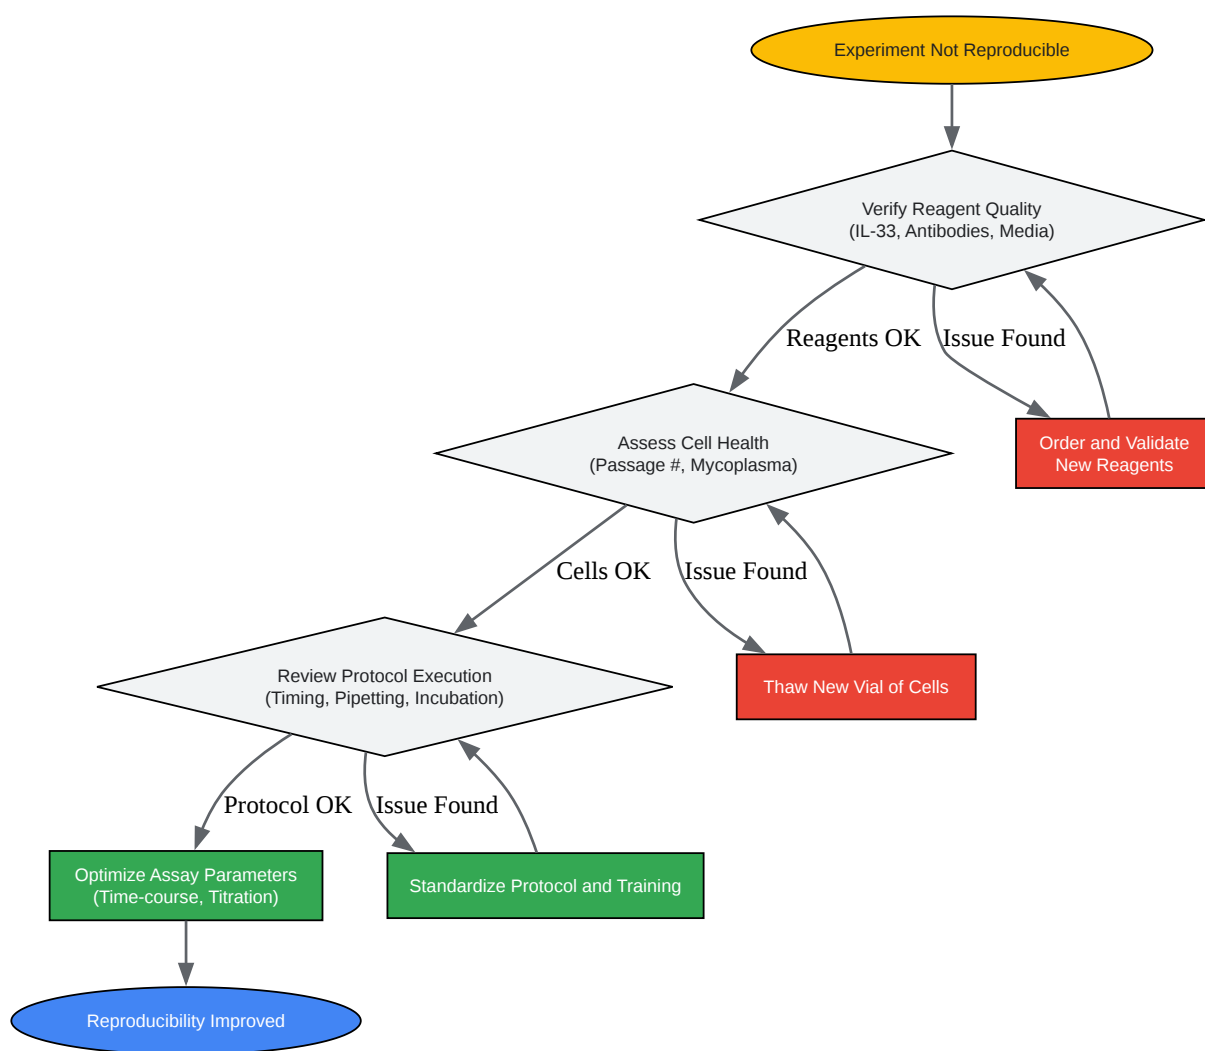 Experiment Not Reproducible
Verify Reagent Quality
(IL-33, Antibodies, Media)
Reagents OK
Issue Found
Order and Validate
New Reagents
Assess Cell Health
(Passage #, Mycoplasma)
Cells OK
Issue Found
Thaw New Vial of Cells
Review Protocol Execution
(Timing, Pipetting, Incubation)
Protocol OK
Issue Found
Optimize Assay Parameters
(Time-course, Titration)
Standardize Protocol and Training
Reproducibility Improved